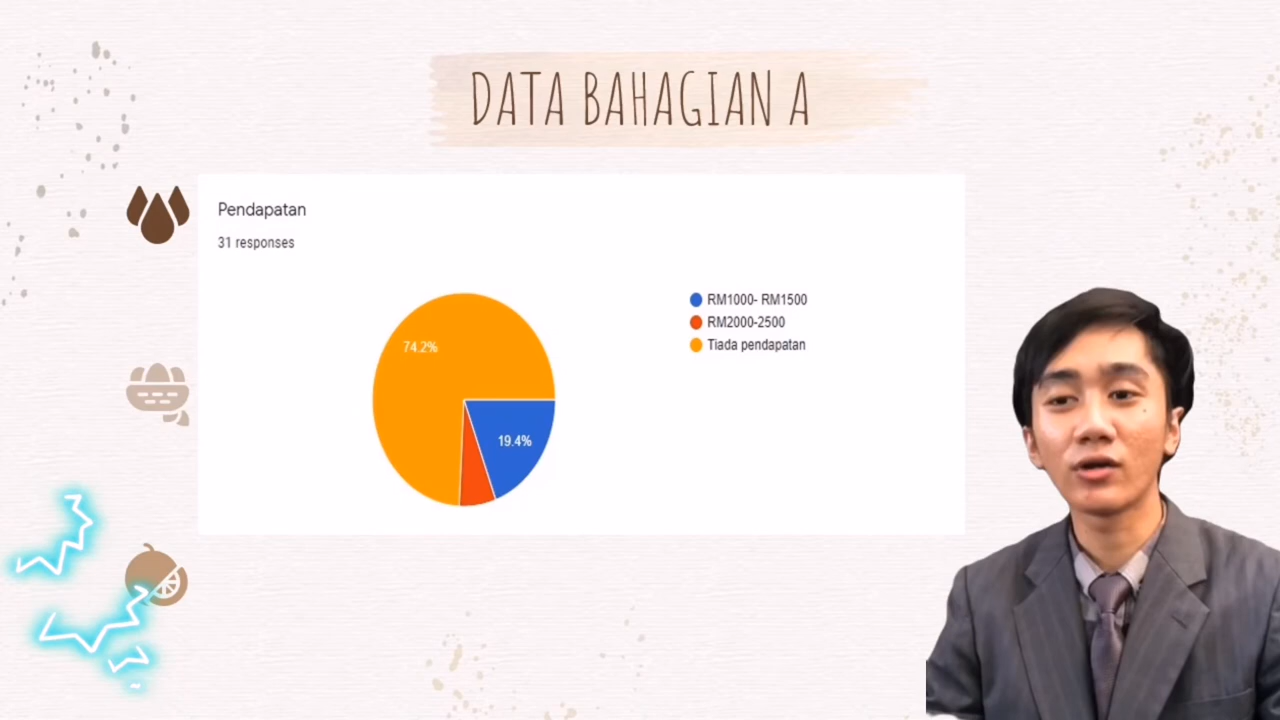 DATA BAHAGIAN A
Pendapatan
31 responses
RM1000- RM1500
RM2000-2500
Tiada pendapatan
74.2%
19.4%